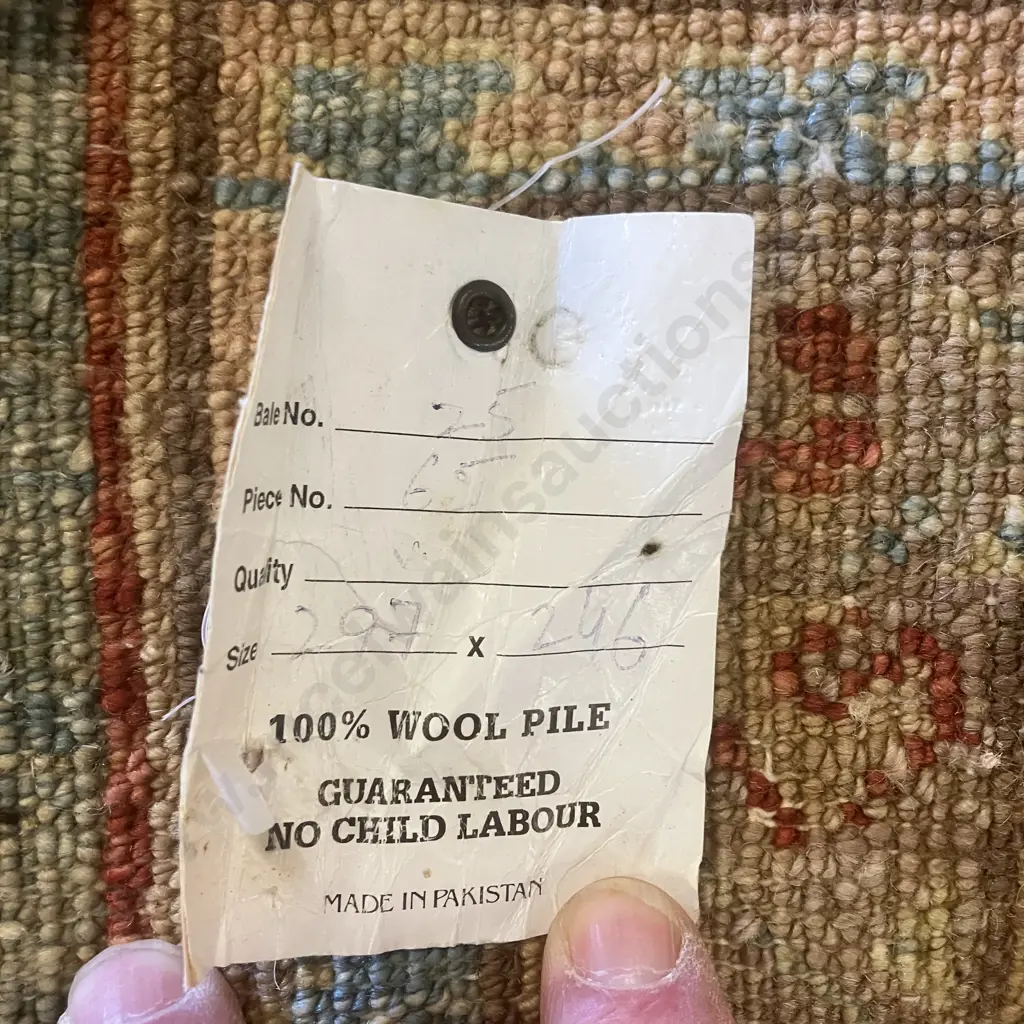 Bale No. 25
Piece No. 65
Quality
Size 297 x 246
100% WOOL PILE
GUARANTEED
NO CHILD LABOUR
MADE IN PAKISTAN